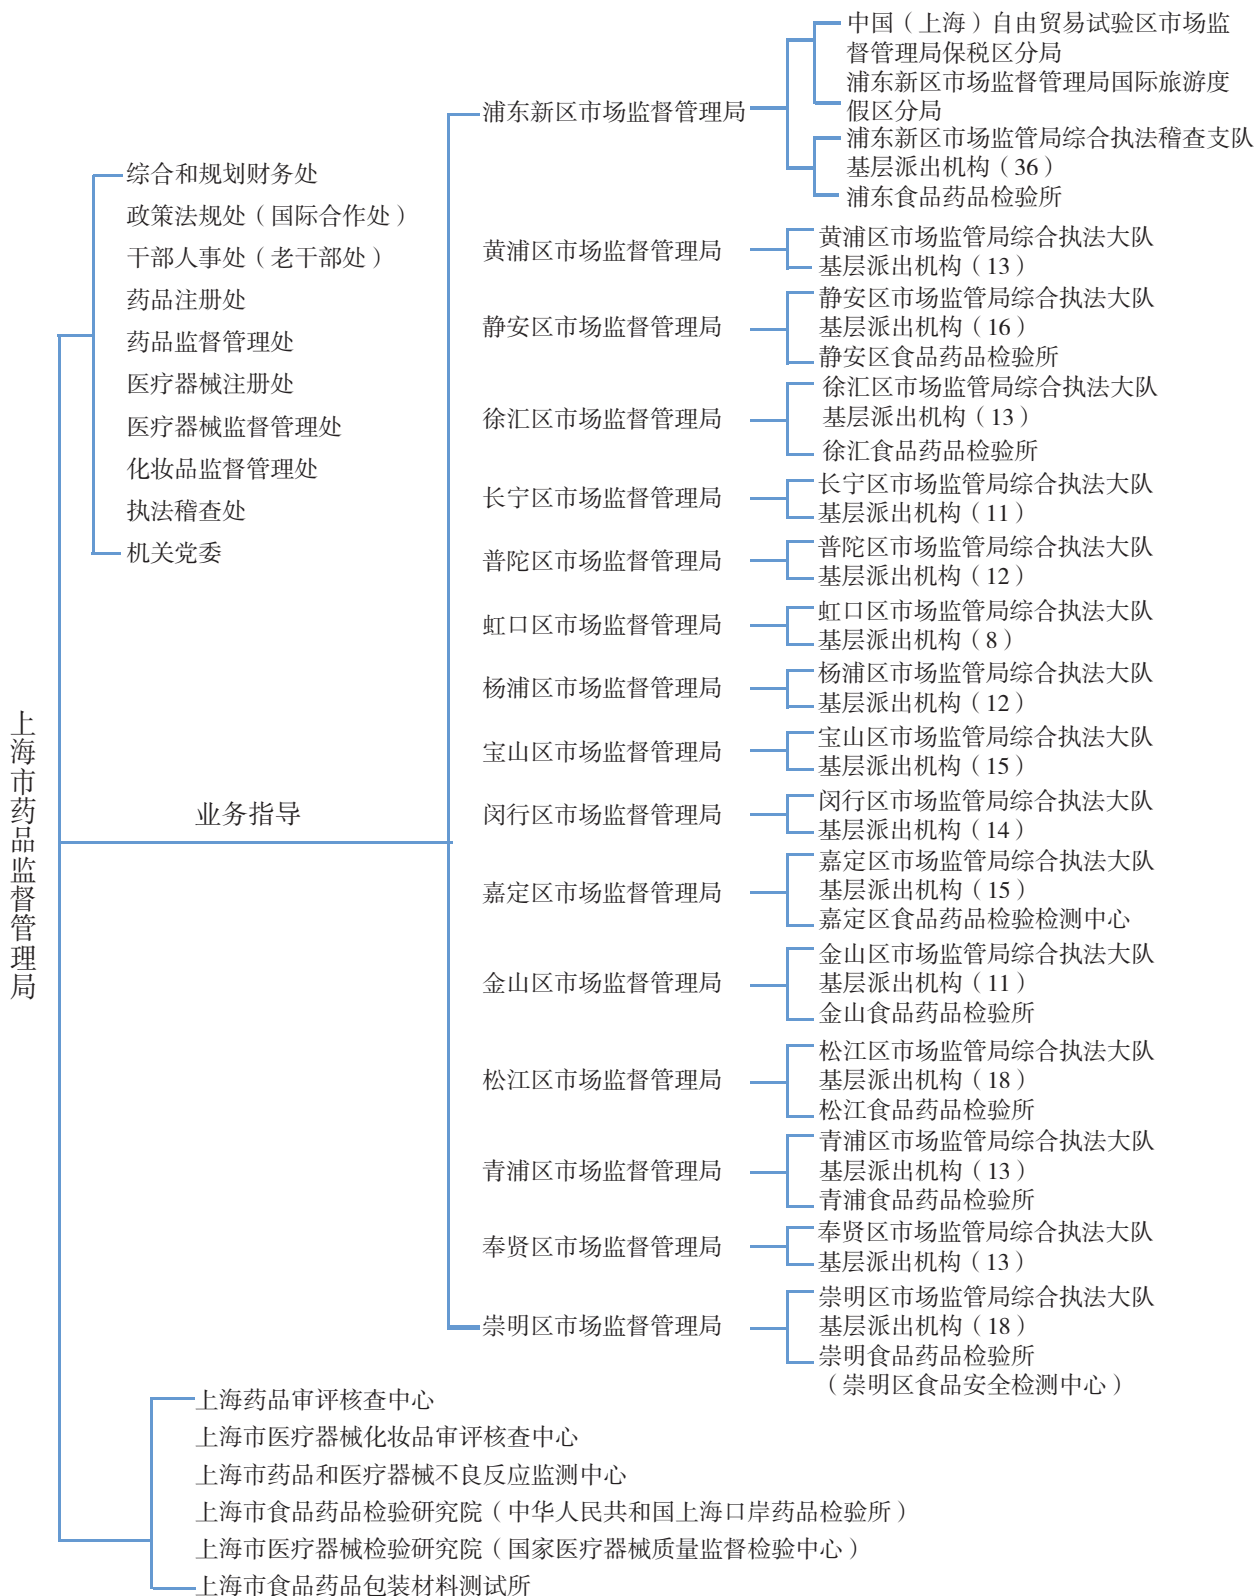 上海市药品监督管理局
综合和规划财务处
政策法规处（国际合作处）
干部人事处（老干部处）
药品注册处
药品监督管理处
医疗器械注册处
医疗器械监督管理处
化妆品监督管理处
执法稽查处
机关党委
业务指导
浦东新区市场监督管理局
中国（上海）自由贸易试验区市场监
督管理局保税区分局
浦东新区市场监督管理局国际旅游度
假区分局
浦东新区市场监管局综合执法稽查支队
基层派出机构（36）
浦东食品药品检验所
黄浦区市场监督管理局
黄浦区市场监管局综合执法大队
基层派出机构（13）
静安区市场监督管理局
静安区市场监管局综合执法大队
基层派出机构（16）
静安区食品药品检验所
徐汇区市场监督管理局
徐汇区市场监管局综合执法大队
基层派出机构（13）
徐汇食品药品检验所
长宁区市场监督管理局
长宁区市场监管局综合执法大队
基层派出机构（11）
普陀区市场监督管理局
普陀区市场监管局综合执法大队
基层派出机构（12）
虹口区市场监督管理局
虹口区市场监管局综合执法大队
基层派出机构（8）
杨浦区市场监督管理局
杨浦区市场监管局综合执法大队
基层派出机构（12）
宝山区市场监督管理局
宝山区市场监管局综合执法大队
基层派出机构（15）
闵行区市场监督管理局
闵行区市场监管局综合执法大队
基层派出机构（14）
嘉定区市场监督管理局
嘉定区市场监管局综合执法大队
基层派出机构（15）
嘉定区食品药品检验检测中心
金山区市场监督管理局
金山区市场监管局综合执法大队
基层派出机构（11）
金山食品药品检验所
松江区市场监督管理局
松江区市场监管局综合执法大队
基层派出机构（18）
松江食品药品检验所
青浦区市场监督管理局
青浦区市场监管局综合执法大队
基层派出机构（13）
青浦食品药品检验所
奉贤区市场监督管理局
奉贤区市场监管局综合执法大队
基层派出机构（13）
崇明区市场监督管理局
崇明区市场监管局综合执法大队
基层派出机构（18）
崇明食品药品检验所
（崇明区食品安全检测中心）
上海药品审评核查中心
上海市医疗器械化妆品审评核查中心
上海市药品和医疗器械不良反应监测中心
上海市食品药品检验研究院（中华人民共和国上海口岸药品检验所）
上海市医疗器械检验研究院（国家医疗器械质量监督检验中心）
上海市食品药品包装材料测试所